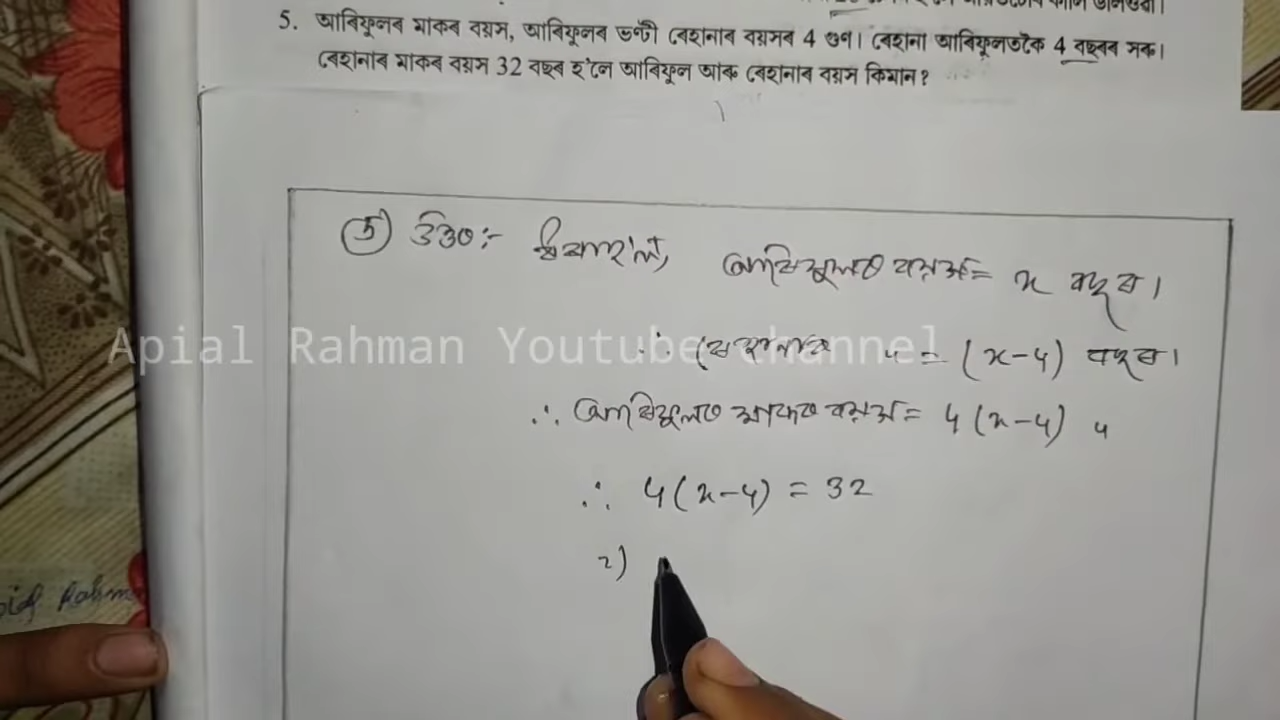 5. আৰিফুলৰ মাকৰ বয়স, আৰিফুলৰ ভণ্টী ৰেহানাৰ বয়সৰ 4 গুণ। ৰেহানা আৰিফুলতকৈ 4 বছৰৰ সৰু।
ৰেহানাৰ মাকৰ বয়স 32 বছৰ হ'লে আৰিফুল আৰু ৰেহানাৰ বয়স কিমান?
5 উত্তৰ:- ধৰাহ'ল, আৰিফুলৰ বয়স= x বছৰ।
Apial Rahman Youtube channel
∴ ৰেহানাৰ " = (x-4) বছৰ।
∴ আৰিফুলৰ মাকৰ বয়স= 4(x-4) "
∴ 4(x-4) = 32
Rahman